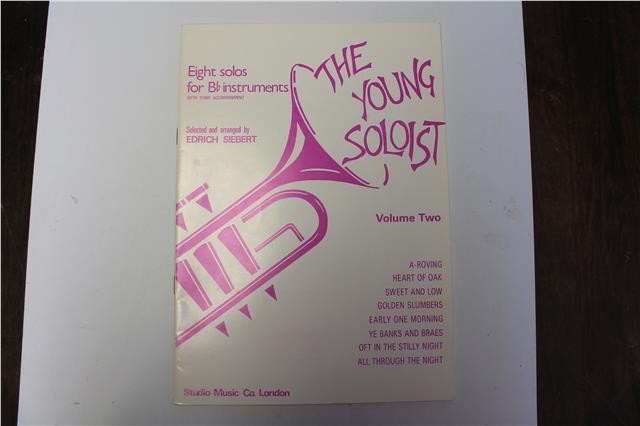 Eight solos
for B♭ instruments
WITH PIANO ACCOMPANIMENT
Selected and arranged by
EDRICH SIEBERT
THE
YOUNG
SOLOIST
Volume Two
A-ROVING
HEART OF OAK
SWEET AND LOW
GOLDEN SLUMBERS
EARLY ONE MORNING
YE BANKS AND BRAES
OFT IN THE STILLY NIGHT
ALL THROUGH THE NIGHT
Studio Music Co. London